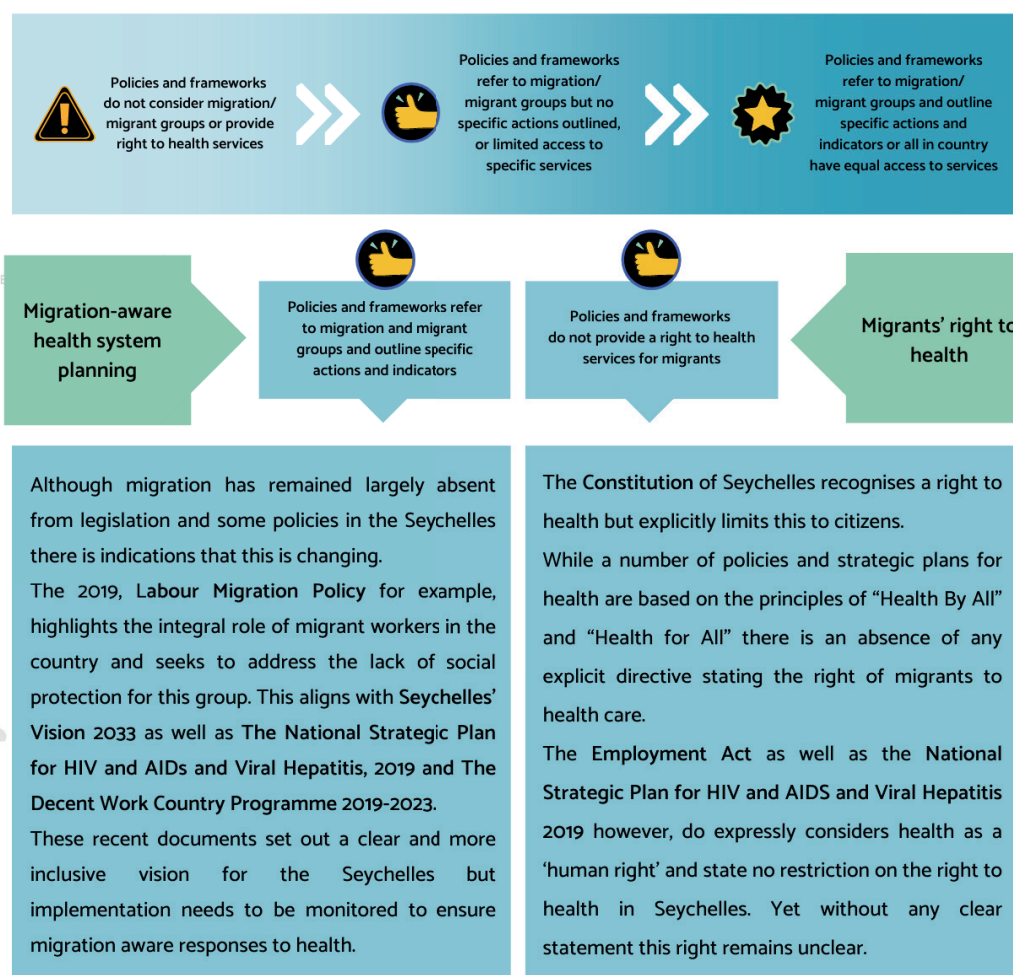 Policies and frameworks
do not consider migration/
migrant groups or provide
right to health services
Policies and frameworks
refer to migration/
migrant groups but no
specific actions outlined,
or limited access to
specific services
Policies and frameworks
refer to migration/
migrant groups and outline
specific actions and
indicators or all in country
have equal access to services
Migration-aware
health system
planning
Policies and frameworks refer
to migration and migrant
groups and outline specific
actions and indicators
Policies and frameworks
do not provide a right to health
services for migrants
Migrants' right to
health
Although migration has remained largely absent
from legislation and some policies in the Seychelles
there is indications that this is changing.
The 2019, Labour Migration Policy for example,
highlights the integral role of migrant workers in the
country and seeks to address the lack of social
protection for this group. This aligns with Seychelles'
Vision 2033 as well as The National Strategic Plan
for HIV and AIDs and Viral Hepatitis, 2019 and The
Decent Work Country Programme 2019-2023.
These recent documents set out a clear and more
inclusive vision for the Seychelles but
implementation needs to be monitored to ensure
migration aware responses to health.
The Constitution of Seychelles recognises a right to
health but explicitly limits this to citizens.
While a number of policies and strategic plans for
health are based on the principles of "Health By All"
and "Health for All" there is an absence of any
explicit directive stating the right of migrants to
health care.
The Employment Act as well as the National
Strategic Plan for HIV and AIDS and Viral Hepatitis
2019 however, do expressly considers health as a
'human right' and state no restriction on the right to
health in Seychelles. Yet without any clear
statement this right remains unclear.